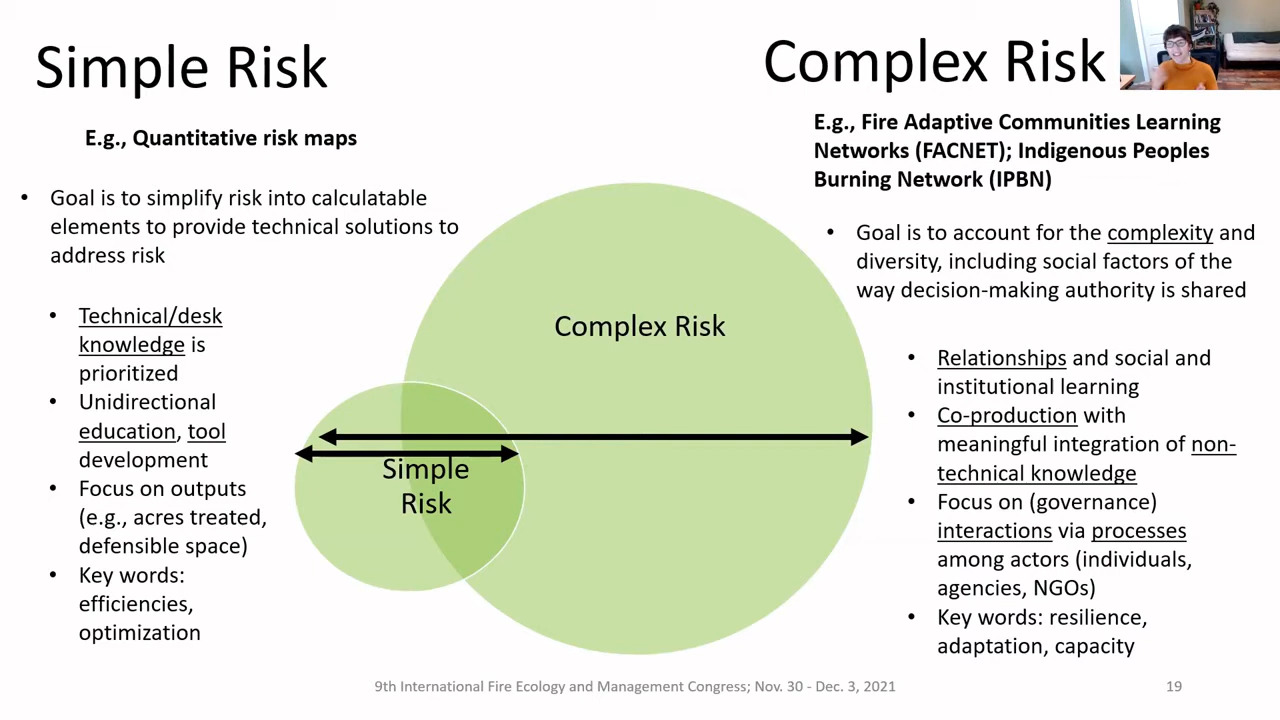 Simple Risk
E.g., Quantitative risk maps
• Goal is to simplify risk into calculatable
elements to provide technical solutions to
address risk
• Technical/desk
knowledge is
prioritized
• Unidirectional
education, tool
development
• Focus on outputs
(e.g., acres treated,
defensible space)
• Key words:
efficiencies,
optimization
Complex Risk
Simple
Risk
Complex Risk
E.g., Fire Adaptive Communities Learning
Networks (FACNET); Indigenous Peoples
Burning Network (IPBN)
• Goal is to account for the complexity and
diversity, including social factors of the
way decision-making authority is shared
• Relationships and social and
institutional learning
• Co-production with
meaningful integration of non-
technical knowledge
• Focus on (governance)
interactions via processes
among actors (individuals,
agencies, NGOs)
• Key words: resilience,
adaptation, capacity
9th International Fire Ecology and Management Congress; Nov. 30 - Dec. 3, 2021
19